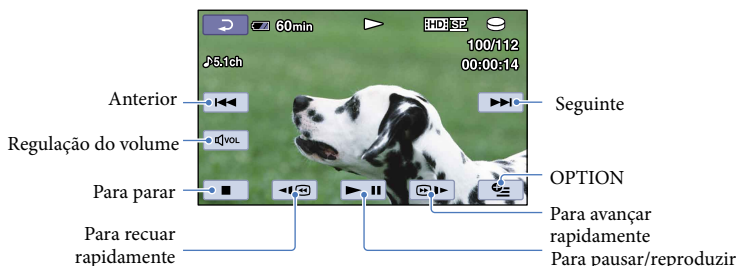 60min
HD SP
100/112
♪5.1ch
00:00:14
Anterior
Seguinte
VOL
Regulação do volume
OPTION
Para parar
Para avançar
rapidamente
Para recuar
rapidamente
Para pausar/reproduzir